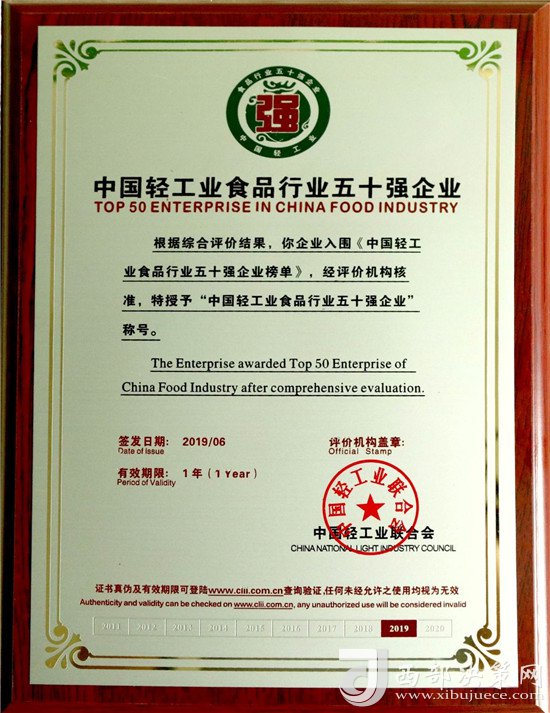 食品行业五十强企业
强
中国轻工业
中国轻工业食品行业五十强企业
TOP 50 ENTERPRISE IN CHINA FOOD INDUSTRY
根据综合评价结果，你企业入围《中国轻工
业食品行业五十强企业榜单》，经评价机构核
准，特授予“中国轻工业食品行业五十强企业”
称号。
The Enterprise awarded Top 50 Enterprise of
China Food Industry after comprehensive evaluation.
签发日期: 2019/06
Date of Issue
有效期限: 1年（1 Year）
Period of Validity
评价机构盖章:
Official Stamp
中国轻工业联合会
中国轻工业联合会
CHINA NATIONAL LIGHT INDUSTRY COUNCIL
证书真伪及有效期限可登陆www.clii.com.cn查询验证,任何未经允许之使用均视为无效
Authenticity and validity can be checked on www.clii.com.cn, any unauthorized use will be considered invalid
2011 2012 2013 2014 2015 2016 2017 2018 2019 2020
西部决策网
www.xibujuece.com